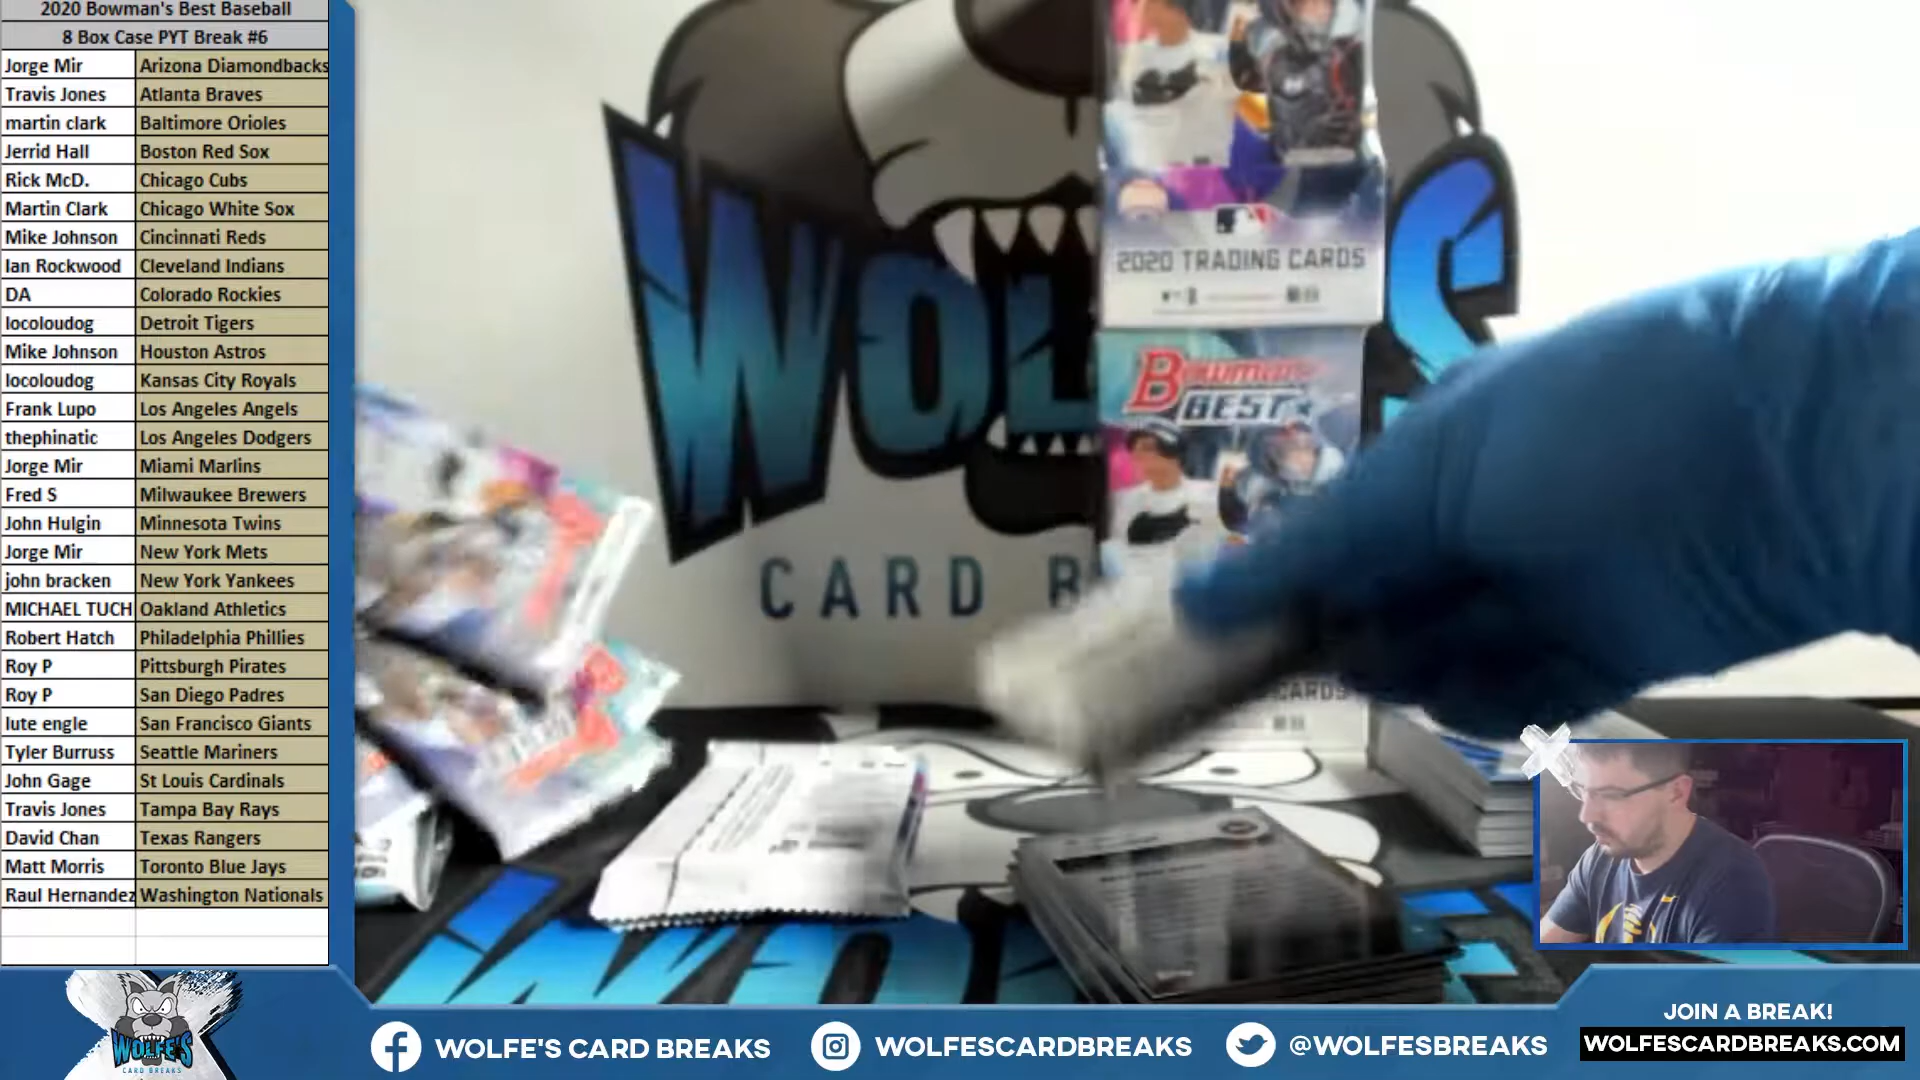 2020 Bowman's Best Baseball
8 Box Case PYT Break #6
Jorge Mir Arizona Diamondbacks
Travis Jones Atlanta Braves
martin clark Baltimore Orioles
Jerrid Hall Boston Red Sox
Rick McD. Chicago Cubs
Martin Clark Chicago White Sox
Mike Johnson Cincinnati Reds
Ian Rockwood Cleveland Indians
DA Colorado Rockies
locoloudog Detroit Tigers
Mike Johnson Houston Astros
locoloudog Kansas City Royals
Frank Lupo Los Angeles Angels
thephinatic Los Angeles Dodgers
Jorge Mir Miami Marlins
Fred S Milwaukee Brewers
John Hulgin Minnesota Twins
Jorge Mir New York Mets
john bracken New York Yankees
MICHAEL TUCH Oakland Athletics
Robert Hatch Philadelphia Phillies
Roy P Pittsburgh Pirates
Roy P San Diego Padres
lute engle San Francisco Giants
Tyler Burruss Seattle Mariners
John Gage St Louis Cardinals
Travis Jones Tampa Bay Rays
David Chan Texas Rangers
Matt Morris Toronto Blue Jays
Raul Hernandez Washington Nationals
WOL S
CARD B
2020 TRADING CARDS
Bowman's
BEST
CARDS
WOLFE'S
CARD BREAKS
WOLFE'S CARD BREAKS
WOLFESCARDBREAKS
@WOLFESBREAKS
JOIN A BREAK!
WOLFESCARDBREAKS.COM